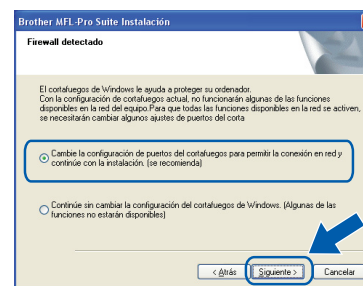 Brother MFL-Pro Suite Instalación
Firewall detectado
El cortafuegos de Windows le ayuda a proteger su ordenador.
Con la configuración de cortafuegos actual, no funcionarán algunas de las funciones
disponibles en la red del equipo.Para que todas las funciones disponibles en la red se activen,
se necesitarán cambiar algunos ajustes de puertos del corta
Cambie la configuración de puertos del cortafuegos para permitir la conexión en red y
continúe con la instalación. (se recomienda)
Continúe sin cambiar la configuración del cortafuegos de Windows. (Algunas de las
funciones no estarán disponibles)
< Atrás
Siguiente >
Cancelar